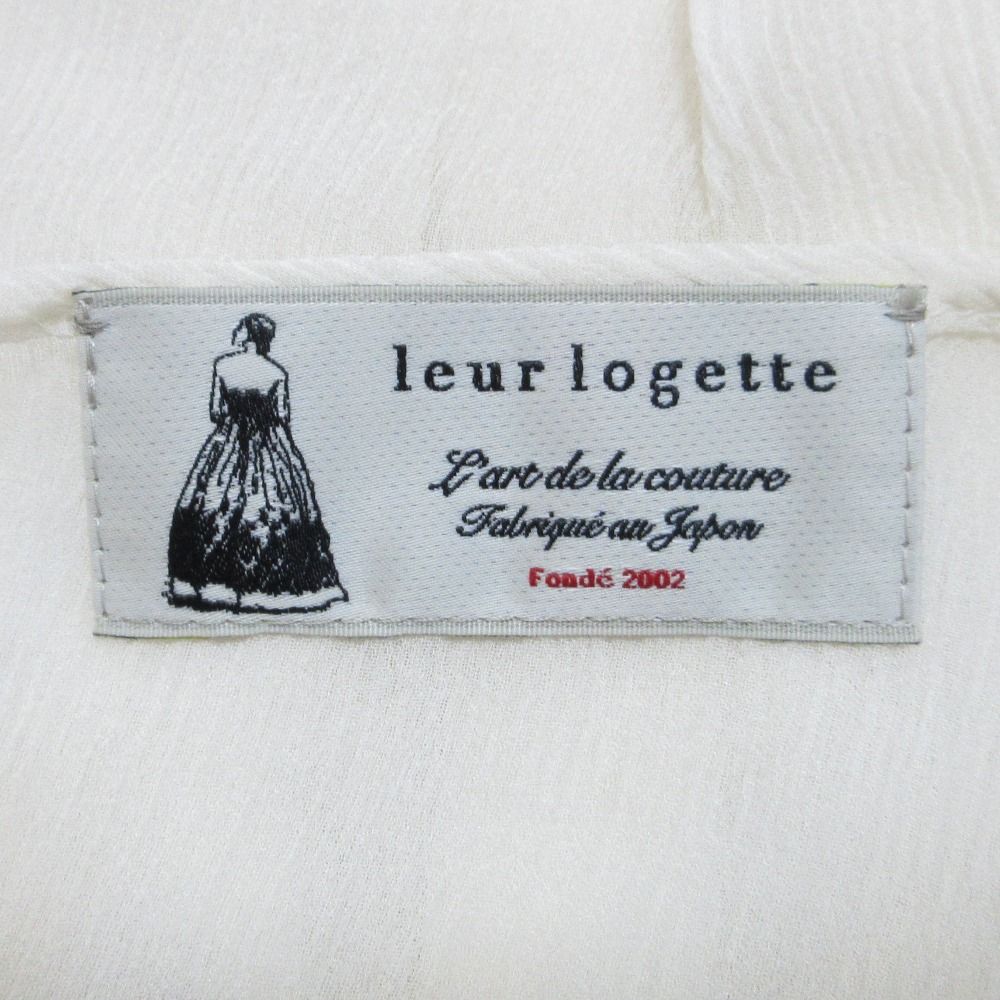 leur logette
L'art de la couture
Fabriqué au Japon
Fondé 2002